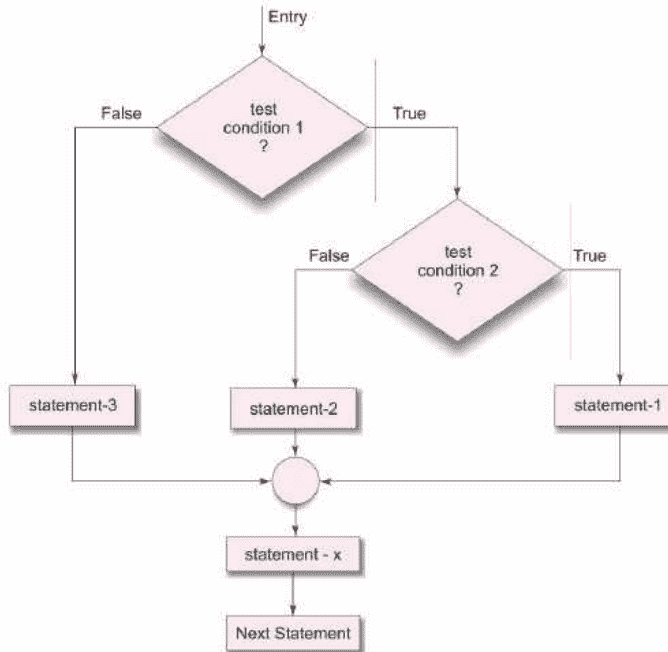 Entry
test
condition 1
?
False
True
test
condition 2
?
False
True
statement-3
statement-2
statement-1
statement - x
Next Statement